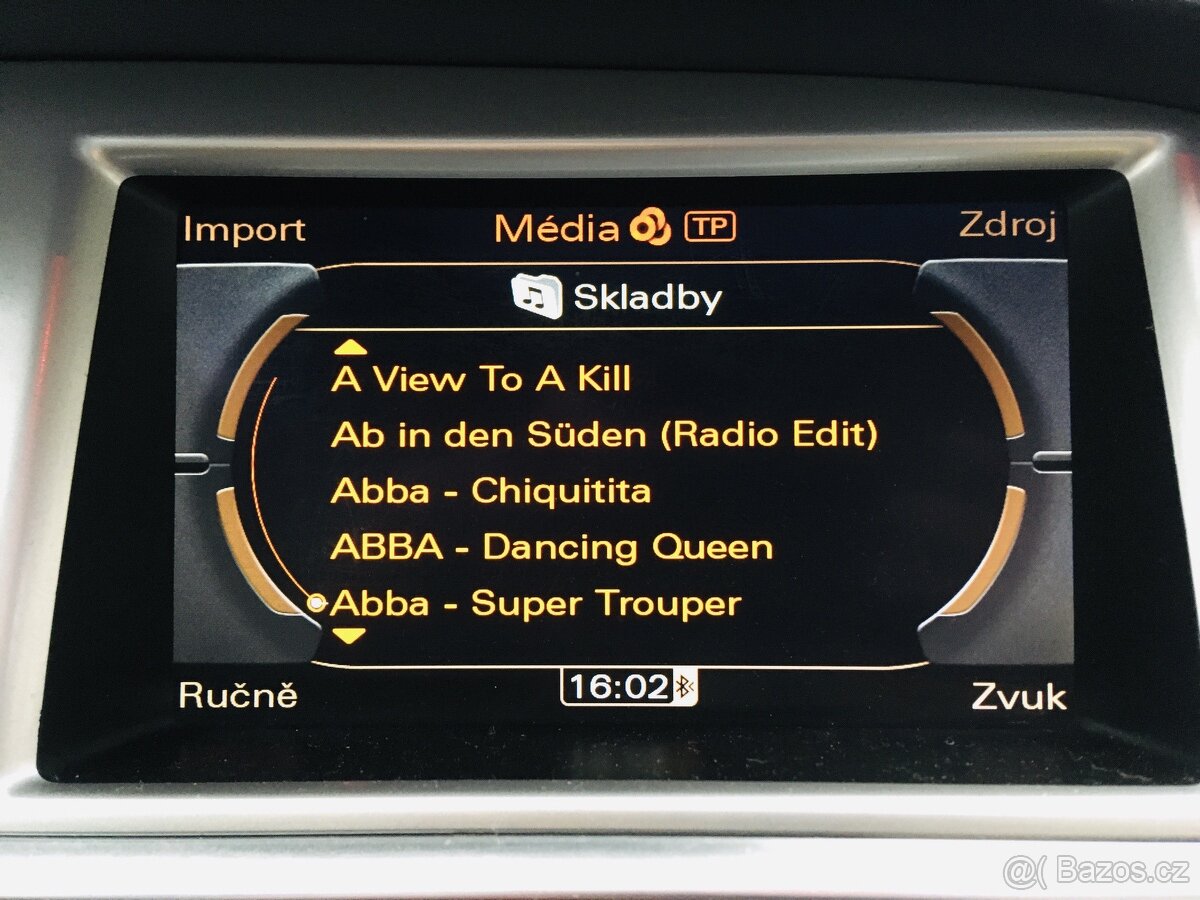 Import Média TP Zdroj
Skladby
A View To A Kill
Ab in den Süden (Radio Edit)
Abba - Chiquitita
ABBA - Dancing Queen
Abba - Super Trouper
Ručně 16:02 Zvuk
@( Bazos.cz